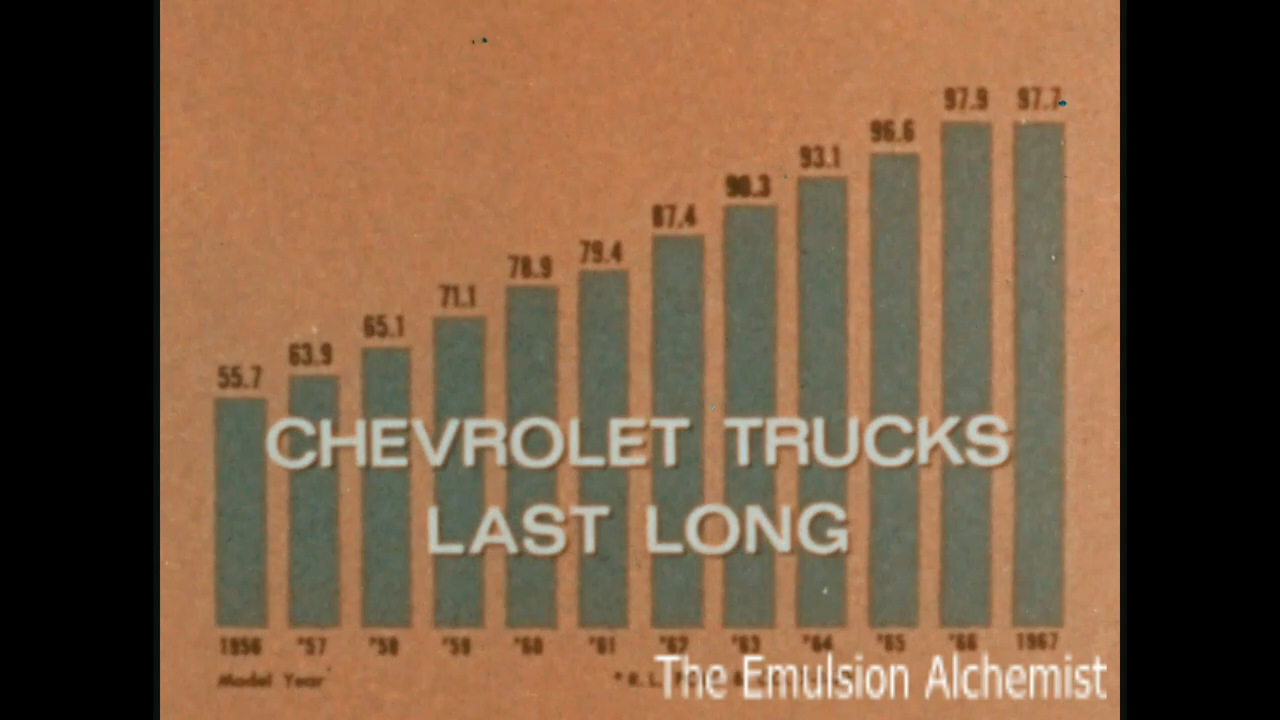 97.9 97.7
96.6
93.1
90.3
87.4
79.4
78.9
71.1
65.1
63.9
55.7
CHEVROLET TRUCKS
LAST LONG
1956 '57 '58 '59 '60 '61 '62 '63 '64 '65 '66 1967
Model Year
* R.L.
The Emulsion Alchemist